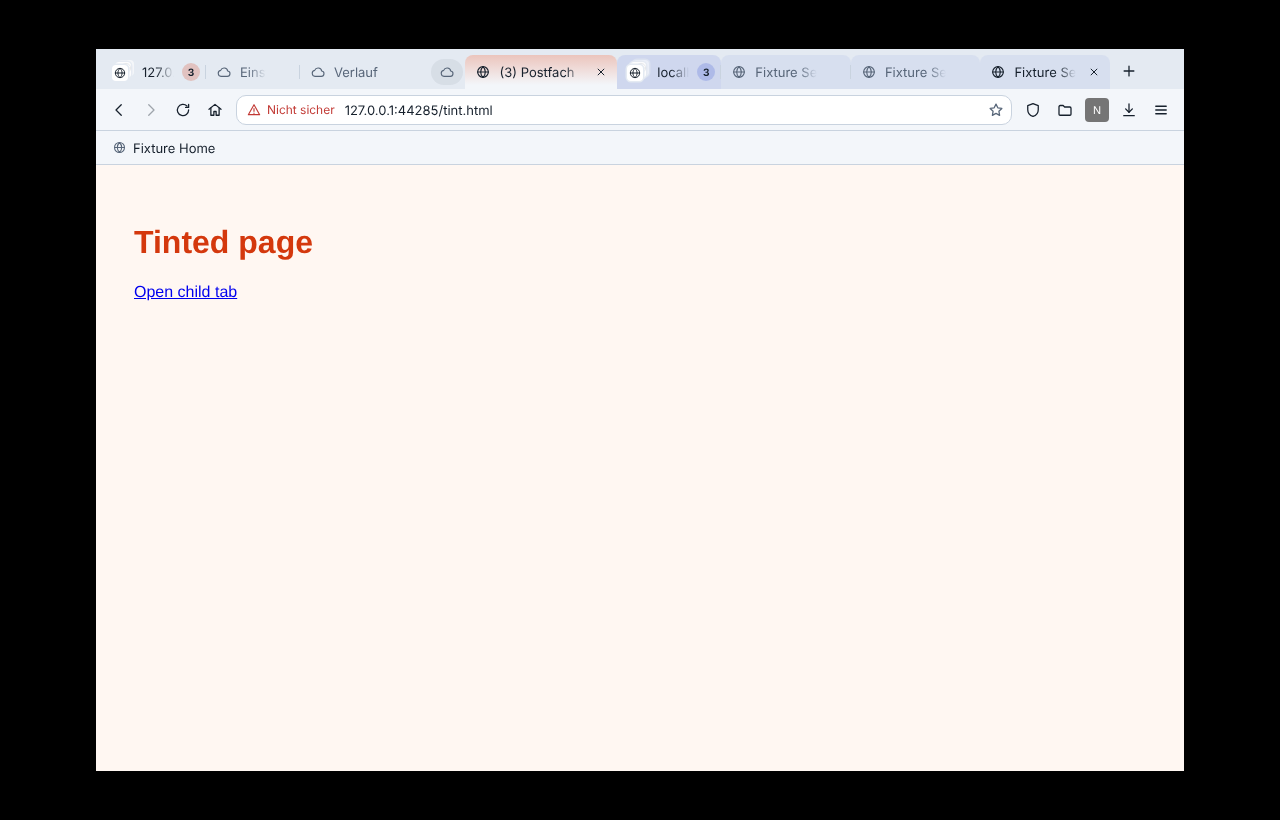 127.0 3 Eins Verlauf (3) Postfach local 3 Fixture Se Fixture Se Fixture Se
Nicht sicher 127.0.0.1:44285/tint.html N
Fixture Home
Tinted page
Open child tab